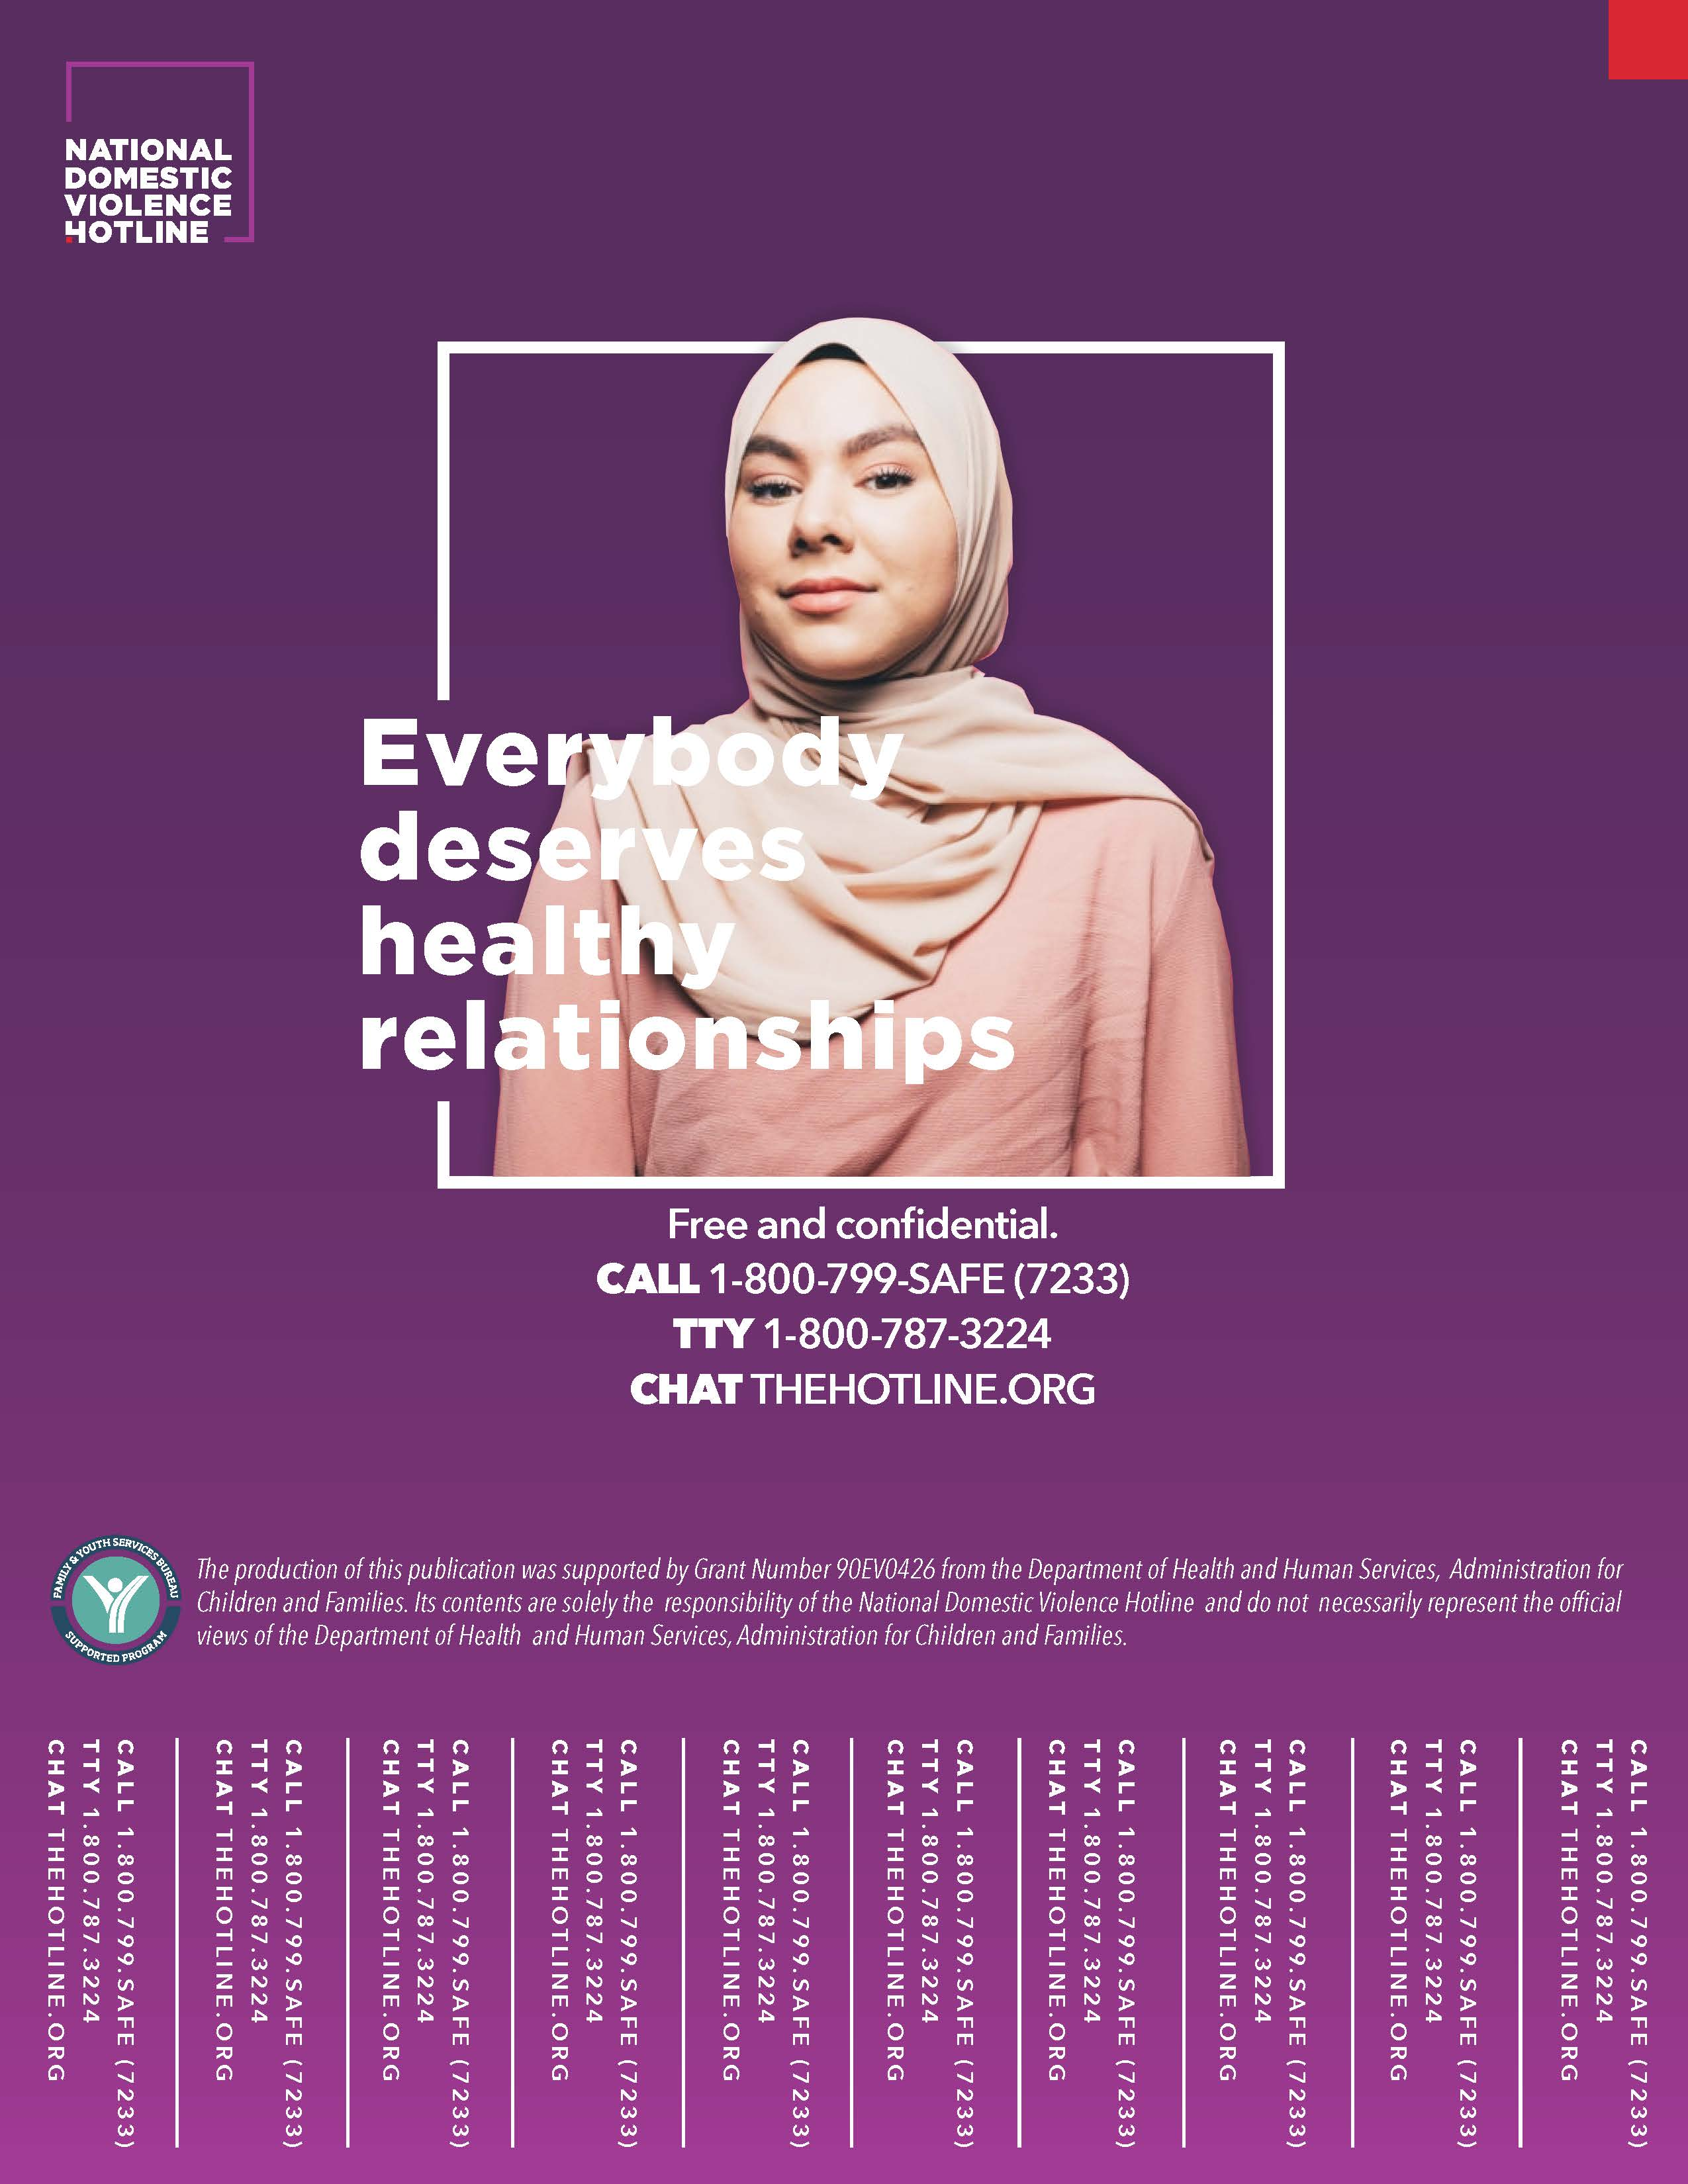 NATIONAL
DOMESTIC
VIOLENCE
HOTLINE
Everybody
deserves
healthy
relationships
Free and confidential.
CALL 1-800-799-SAFE (7233)
TTY 1-800-787-3224
CHAT THEHOTLINE.ORG
FAMILY & YOUTH SERVICES BUREAU
SUPPORTED PROGRAM
The production of this publication was supported by Grant Number 90EV0426 from the Department of Health and Human Services, Administration for
Children and Families. Its contents are solely the responsibility of the National Domestic Violence Hotline and do not necessarily represent the official
views of the Department of Health and Human Services, Administration for Children and Families.
CALL 1.800.799.SAFE (7233)
TTY 1.800.787.3224
CHAT THEHOTLINE.ORG
CALL 1.800.799.SAFE (7233)
TTY 1.800.787.3224
CHAT THEHOTLINE.ORG
CALL 1.800.799.SAFE (7233)
TTY 1.800.787.3224
CHAT THEHOTLINE.ORG
CALL 1.800.799.SAFE (7233)
TTY 1.800.787.3224
CHAT THEHOTLINE.ORG
CALL 1.800.799.SAFE (7233)
TTY 1.800.787.3224
CHAT THEHOTLINE.ORG
CALL 1.800.799.SAFE (7233)
TTY 1.800.787.3224
CHAT THEHOTLINE.ORG
CALL 1.800.799.SAFE (7233)
TTY 1.800.787.3224
CHAT THEHOTLINE.ORG
CALL 1.800.799.SAFE (7233)
TTY 1.800.787.3224
CHAT THEHOTLINE.ORG
CALL 1.800.799.SAFE (7233)
TTY 1.800.787.3224
CHAT THEHOTLINE.ORG
CALL 1.800.799.SAFE (7233)
TTY 1.800.787.3224
CHAT THEHOTLINE.ORG